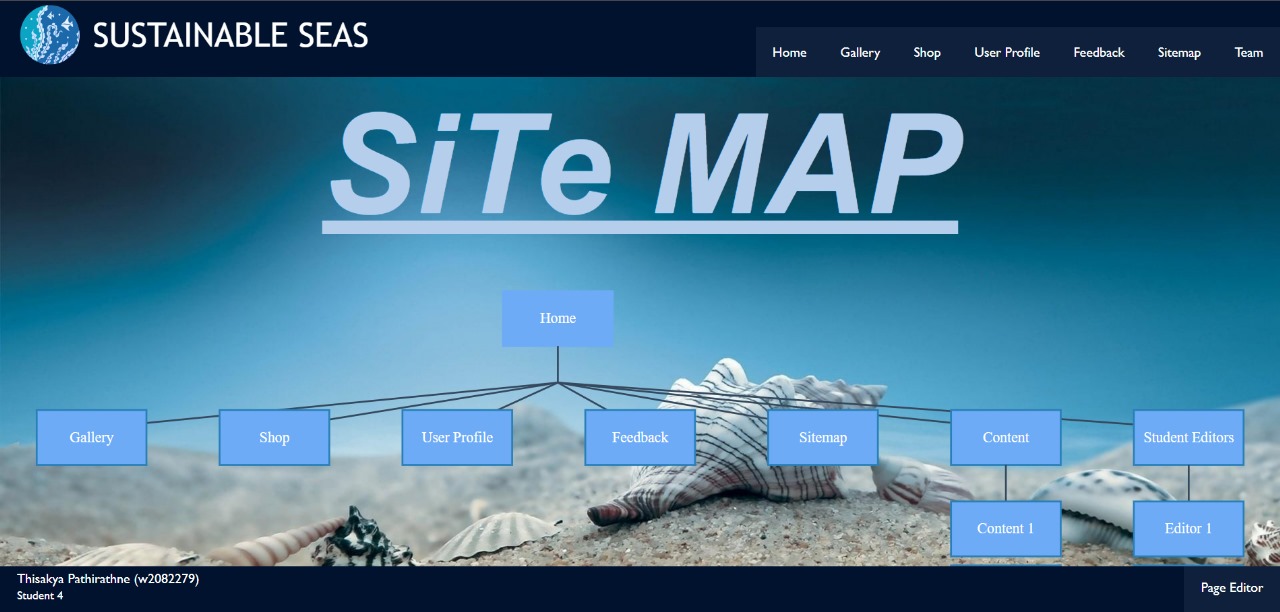 SUSTAINABLE SEAS
Home Gallery Shop User Profile Feedback Sitemap Team
SiTe MAP
Home
Gallery Shop User Profile Feedback Sitemap Content Student Editors
Content 1 Editor 1
Thisakya Pathirathne (w2082279)
Student 4
Page Editor